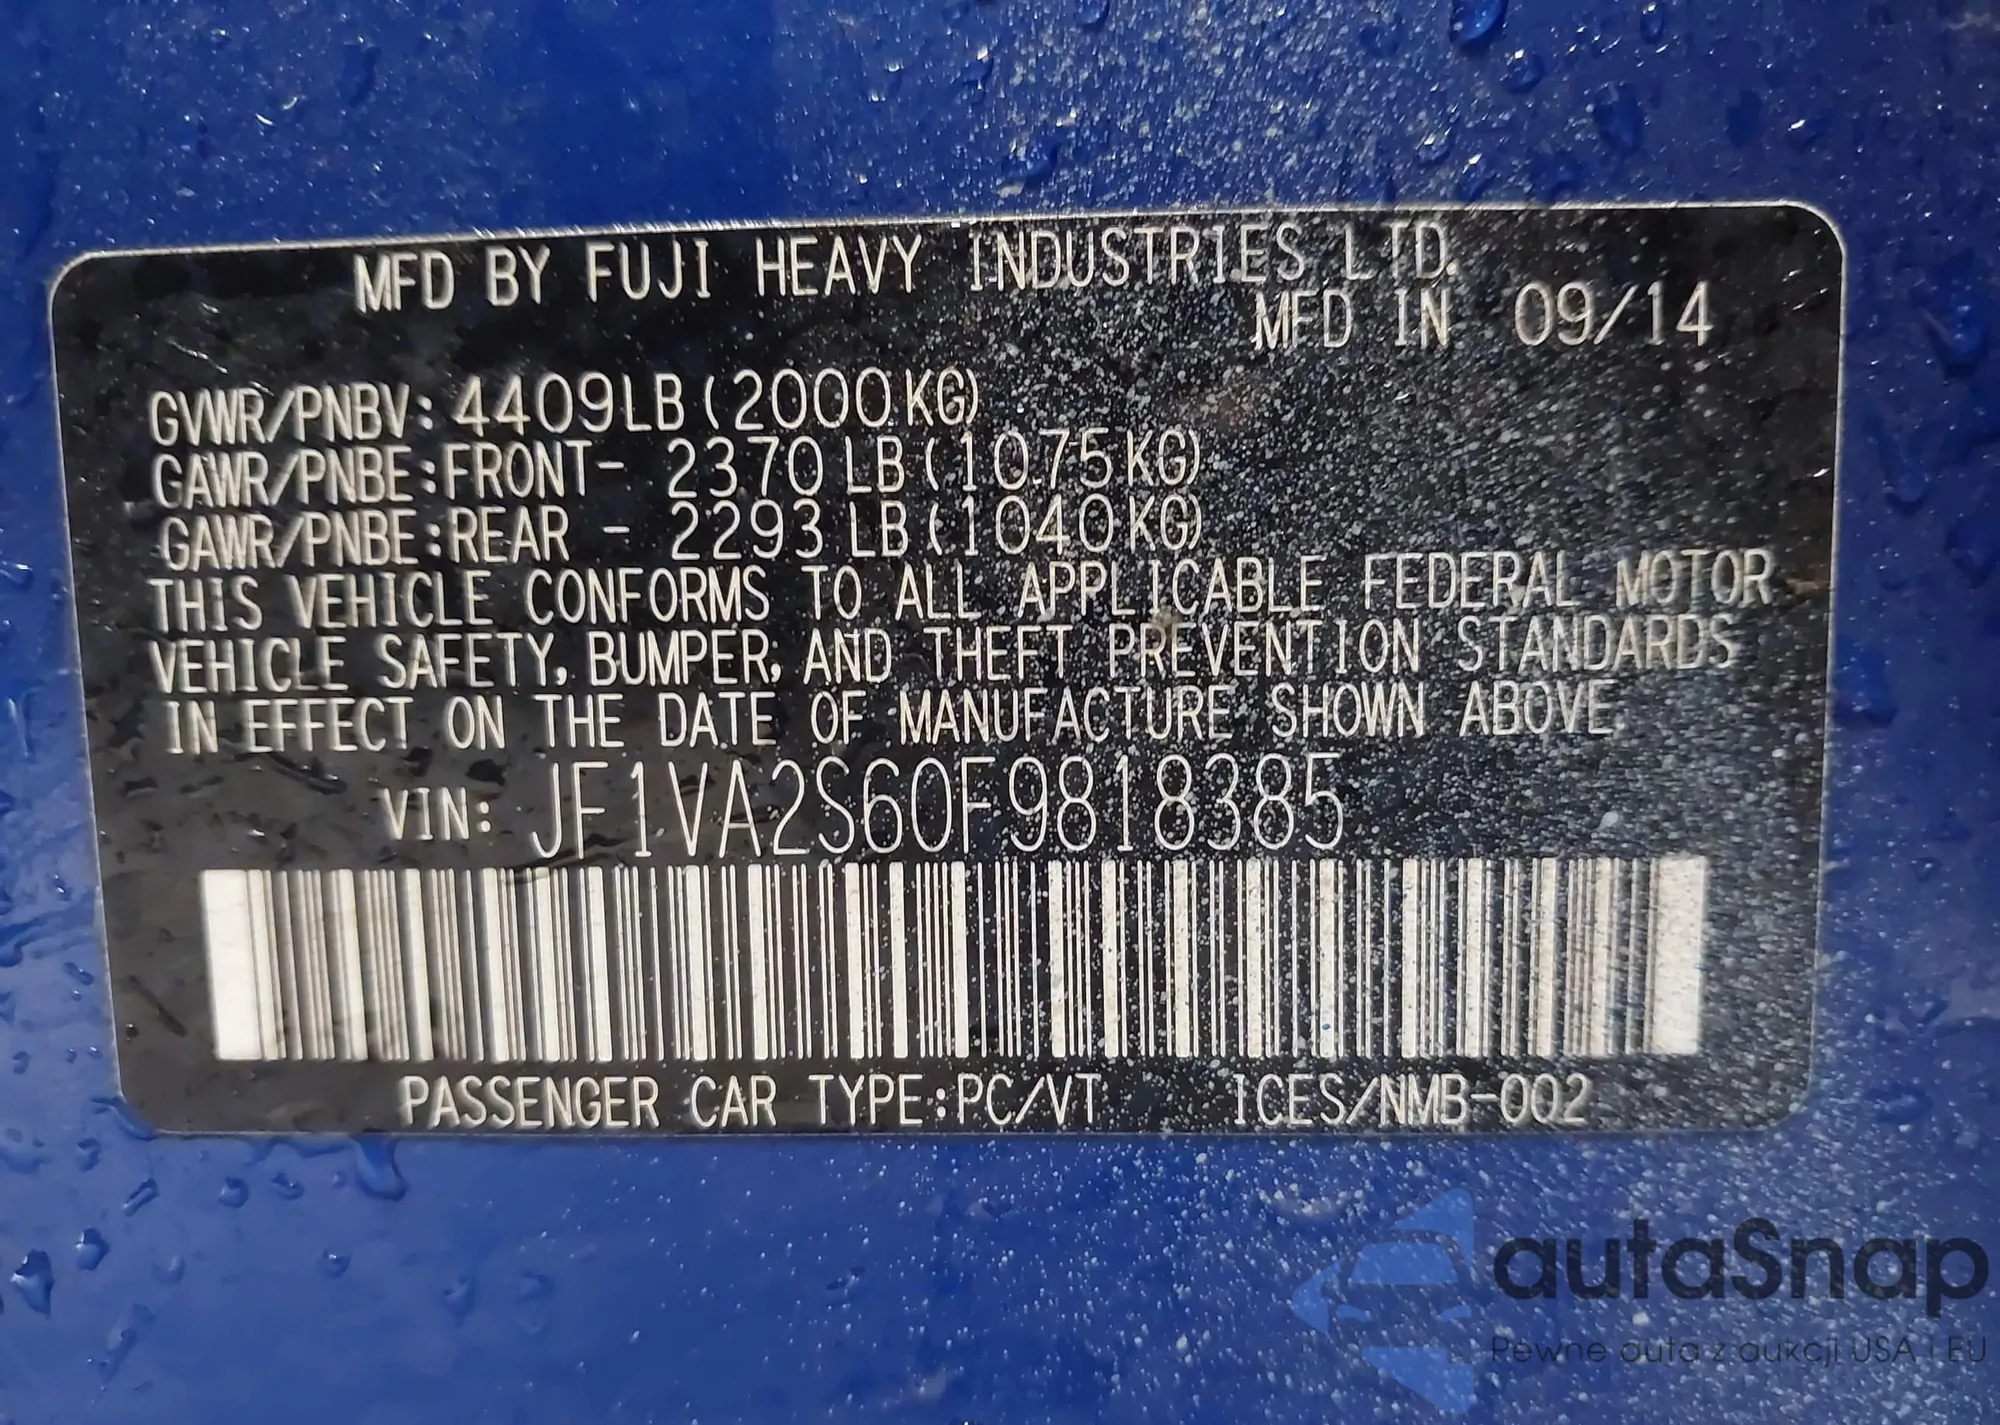 MFD BY FUJI HEAVY INDUSTRIES LTD.
MFD IN 09/14
GVWR/PNBV: 4409LB (2000KG)
GAWR/PNBE:FRONT- 2370 LB (1075KG)
GAWR/PNBE:REAR - 2293 LB (1040KG)
THIS VEHICLE CONFORMS TO ALL APPLICABLE FEDERAL MOTOR
VEHICLE SAFETY, BUMPER, AND THEFT PREVENTION STANDARDS
IN EFFECT ON THE DATE OF MANUFACTURE SHOWN ABOVE.
VIN: JF1VA2S60F9818385
PASSENGER CAR TYPE:PC/VT ICES/NMB-002
autaSnap
Pewne auta z aukcji USA i EU